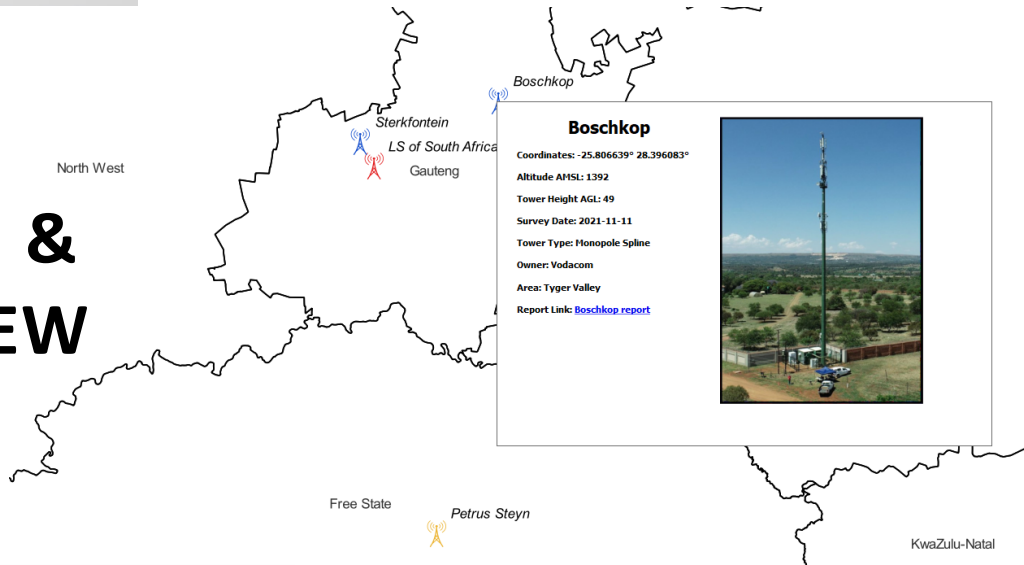 Boschkop
Sterkfontein
LS of South Africa
North West
Gauteng
&
EW
Boschkop
Coordinates: -25.806639° 28.396083°
Altitude AMSL: 1392
Tower Height AGL: 49
Survey Date: 2021-11-11
Tower Type: Monopole Spline
Owner: Vodacom
Area: Tyger Valley
Report Link: Boschkop report
Free State
Petrus Steyn
KwaZulu-Natal